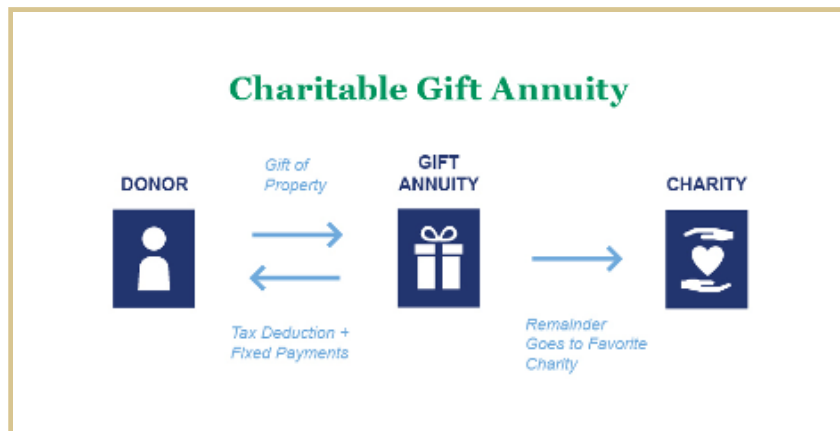 Charitable Gift Annuity
DONOR
Gift of
Property
GIFT
ANNUITY
CHARITY
Tax Deduction +
Fixed Payments
Remainder
Goes to Favorite
Charity